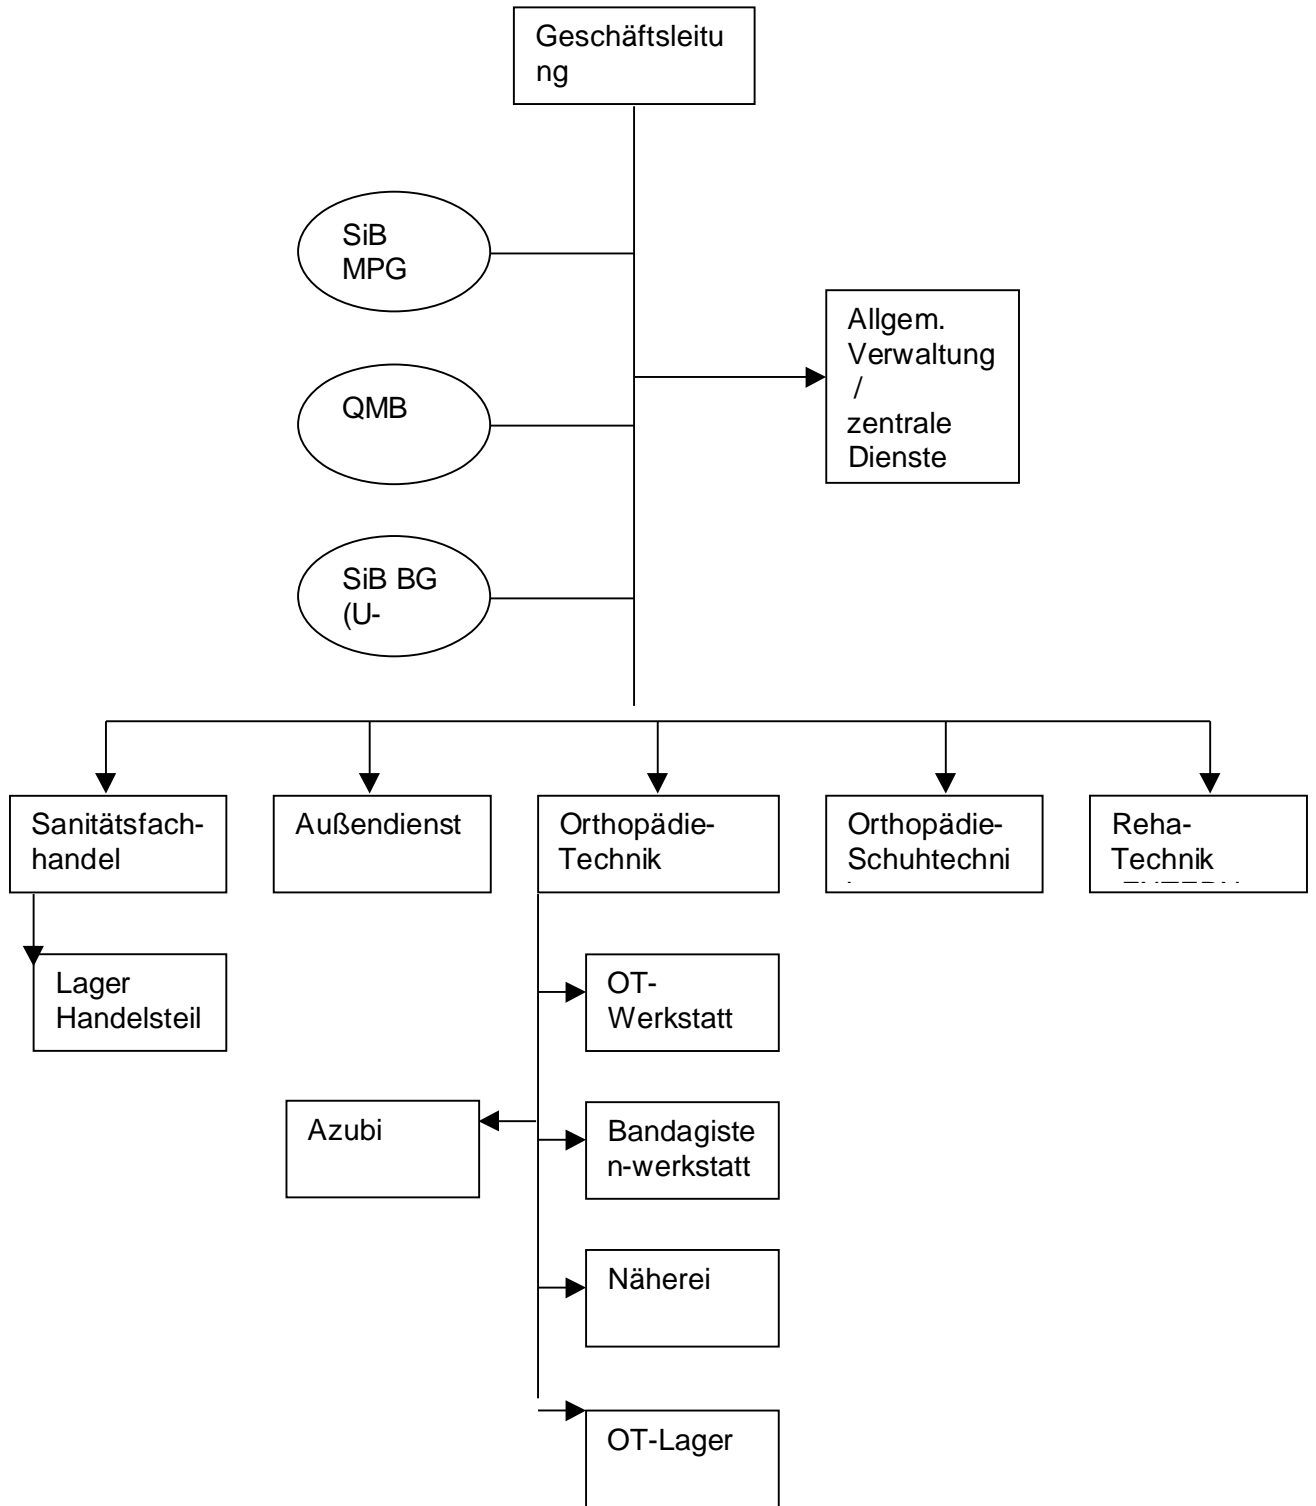 Geschäftsleitu
ng
SiB
MPG
Allgem.
Verwaltung
/
zentrale
Dienste
QMB
SiB BG
(U-
Sanitätsfach-
handel
Außendienst
Orthopädie-
Technik
Orthopädie-
Schuhtechni
Reha-
Technik
Lager
Handelsteil
OT-
Werkstatt
Azubi
Bandagiste
n-werkstatt
Näherei
OT-Lager